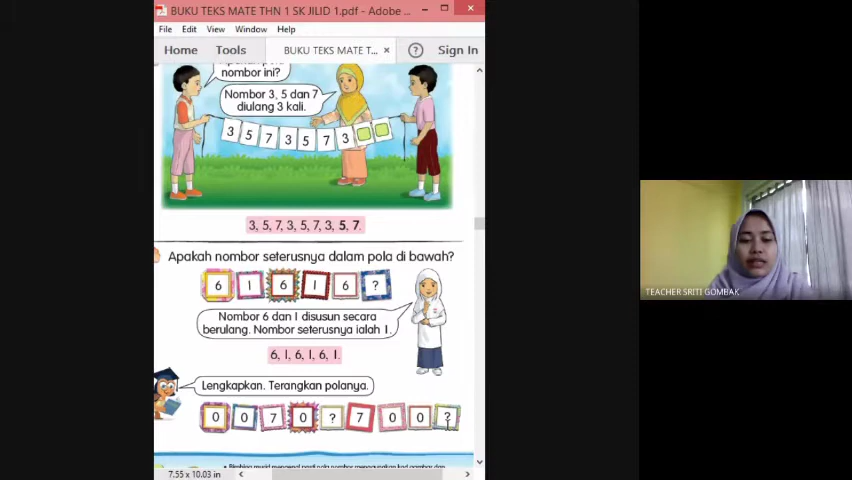 BUKU TEKS MATE THN 1 SK JILID 1.pdf - Adobe ...
File Edit View Window Help
Home Tools BUKU TEKS MATE T... × ? Sign In
nombor ini?
Nombor 3, 5 dan 7
diulang 3 kali.
3 5 7 3 5 7 3
3, 5, 7, 3, 5, 7, 3, 5, 7.
Apakah nombor seterusnya dalam pola di bawah?
6 1 6 1 6 ?
Nombor 6 dan 1 disusun secara
berulang. Nombor seterusnya ialah 1.
6, 1, 6, 1, 6, 1.
Lengkapkan. Terangkan polanya.
0 0 7 0 ? 7 0 0 ?
7.55 x 10.03 in
TEACHER SRITI GOMBAK